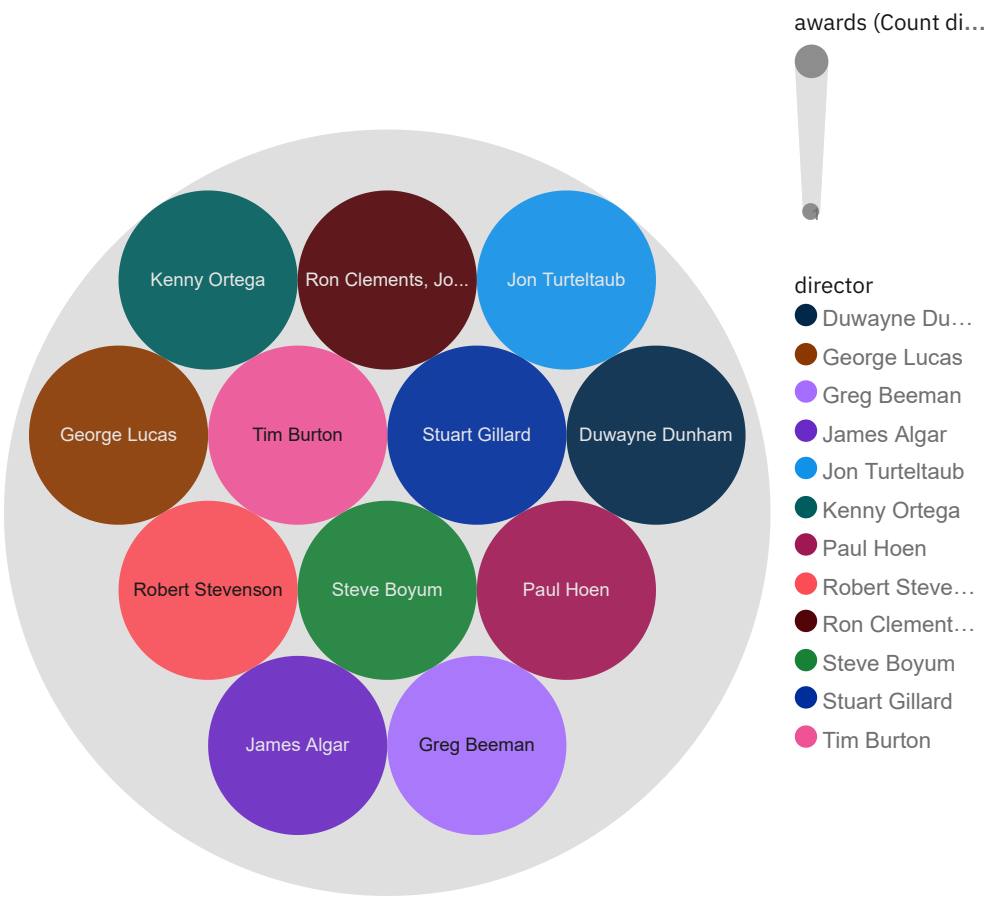 awards (Count di...
1
Kenny Ortega
Ron Clements, Jo...
Jon Turteltaub
George Lucas
Tim Burton
Stuart Gillard
Duwayne Dunham
Robert Stevenson
Steve Boyum
Paul Hoen
James Algar
Greg Beeman
director
Duwayne Du...
George Lucas
Greg Beeman
James Algar
Jon Turteltaub
Kenny Ortega
Paul Hoen
Robert Steve...
Ron Clement...
Steve Boyum
Stuart Gillard
Tim Burton